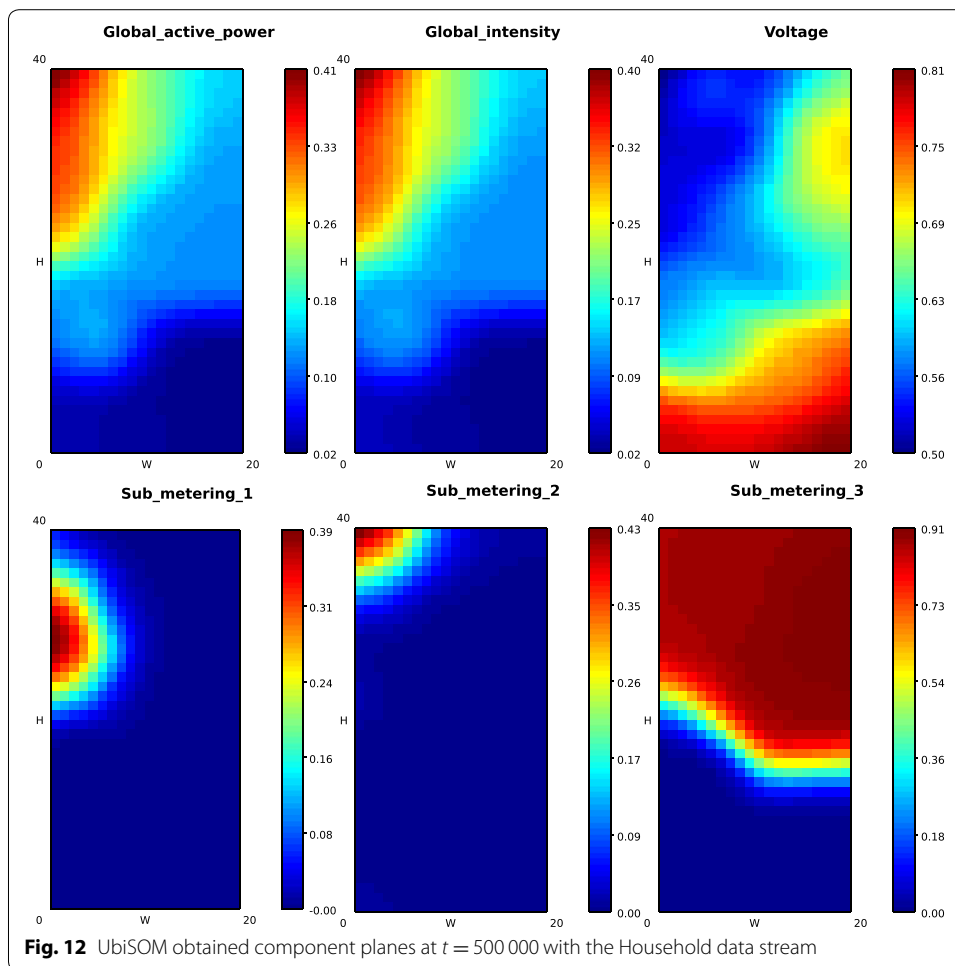 Global_active_power
40
H
0
W
20
0.41
0.33
0.26
0.18
0.10
0.02
Global_intensity
40
H
0
W
20
0.40
0.32
0.25
0.17
0.09
0.02
Voltage
40
H
0
W
20
0.81
0.75
0.69
0.63
0.56
0.50
Sub_metering_1
40
H
0
W
20
0.39
0.31
0.24
0.16
0.08
-0.00
Sub_metering_2
40
H
0
W
20
0.43
0.35
0.26
0.17
0.09
0.00
Sub_metering_3
40
H
0
W
20
0.91
0.73
0.54
0.36
0.18
0.00
Fig. 12 UbiSOM obtained component planes at t = 500 000 with the Household data stream